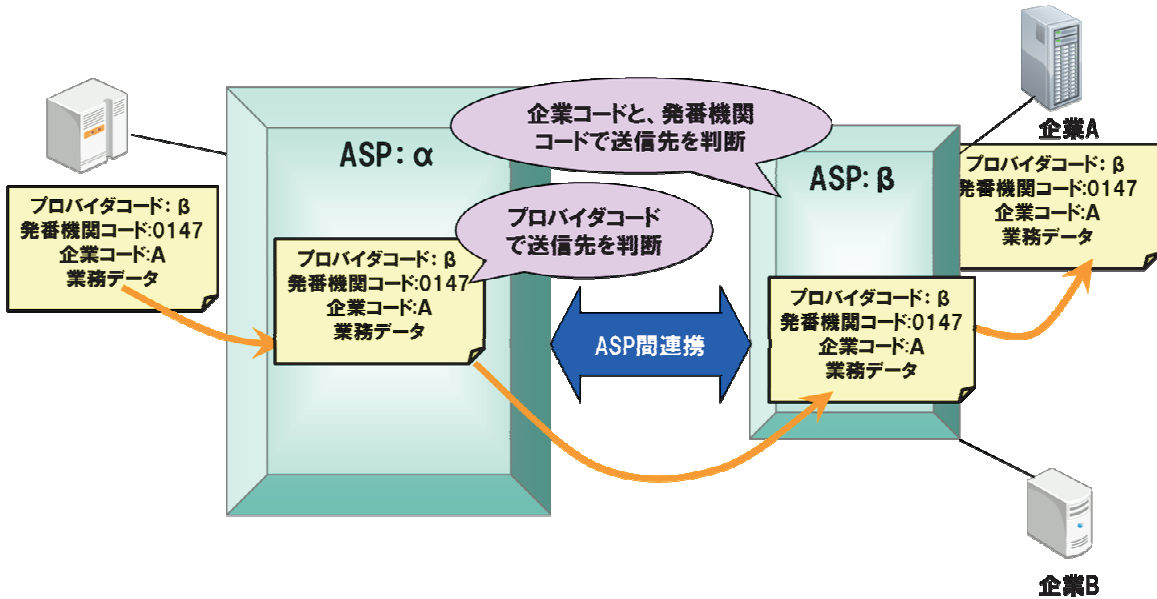 プロバイダコード: β
発番機関コード:0147
企業コード:A
業務データ
ASP: α
プロバイダコード: β
発番機関コード:0147
企業コード:A
業務データ
プロバイダコード
で送信先を判断
ASP間連携
企業コードと、発番機関
コードで送信先を判断
ASP: β
プロバイダコード: β
発番機関コード:0147
企業コード:A
業務データ
企業A
プロバイダコード: β
発番機関コード:0147
企業コード:A
業務データ
企業B